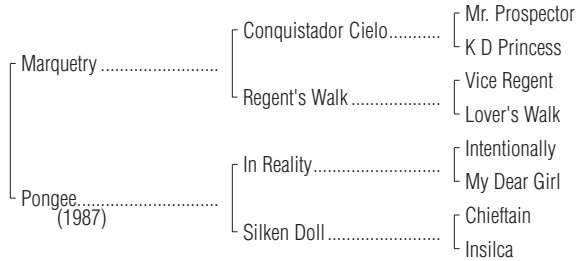 Mr. Prospector
Conquistador Cielo...........
K D Princess
Marquetry .........................
Vice Regent
Regent's Walk ...................
Lover's Walk
Intentionally
In Reality...........................
My Dear Girl
Pongee..............................
(1987)
Chieftain
Silken Doll ........................
Insilca